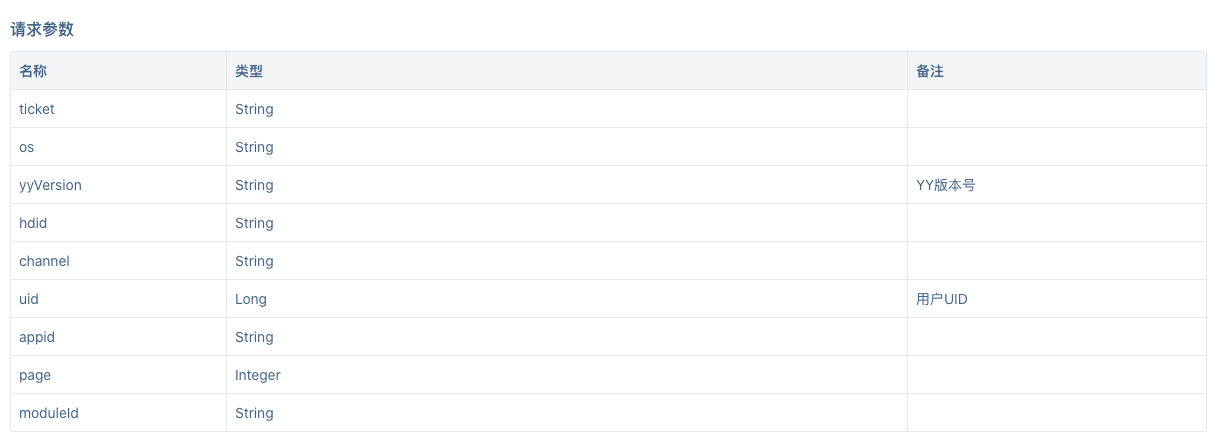 请求参数
名称 类型 备注
ticket String
os String
yyVersion String YY版本号
hdid String
channel String
uid Long 用户UID
appid String
page Integer
moduleId String